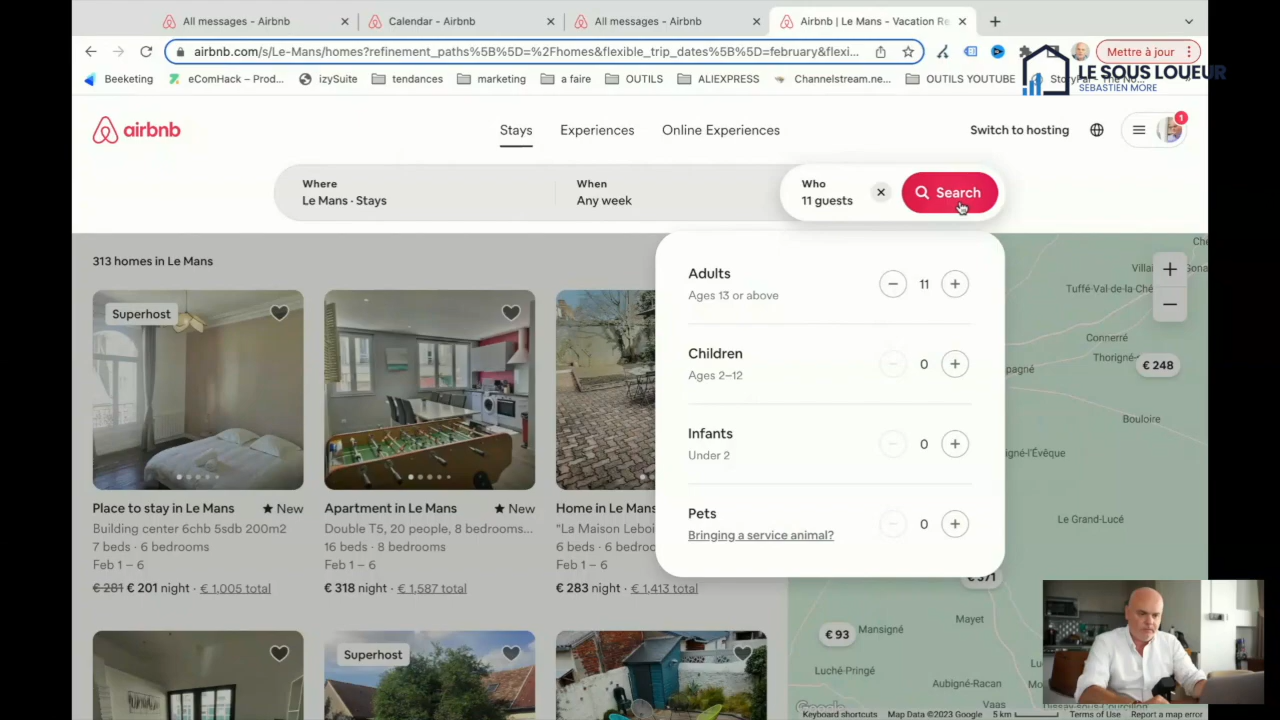 All messages - Airbnb
Calendar - Airbnb
All messages - Airbnb
Airbnb | Le Mans - Vacation Re
airbnb.com/s/Le-Mans/homes?refinement_paths%5B%5D=%2Fhomes&flexible_trip_dates%5B%5D=february&flexi...
Mettre à jour
Beeketing
eComHack – Prod...
izySuite
tendances
marketing
a faire
OUTILS
ALIEXPRESS
Channelstream.ne...
OUTILS YOUTUBE
LE SOUS LOUEUR
SEBASTIEN MORE
airbnb
Stays
Experiences
Online Experiences
Switch to hosting
1
Where
Le Mans · Stays
When
Any week
Who
11 guests
Search
313 homes in Le Mans
Adults
Ages 13 or above
11
Children
Ages 2–12
0
Infants
Under 2
0
Pets
Bringing a service animal?
0
Superhost
Place to stay in Le Mans
New
Building center 6chb 5sdb 200m2
7 beds · 6 bedrooms
Feb 1 – 6
€ 281 € 201 night · € 1,005 total
Apartment in Le Mans
New
Double T5, 20 people, 8 bedrooms...
16 beds · 8 bedrooms
Feb 1 – 6
€ 318 night · € 1,587 total
Home in Le Mans
“La Maison Leboi
6 beds · 6 bedroo
Feb 1 – 6
€ 283 night · € 1,413 total
Superhost
Tuffé-Val-de-la-Ché
Connerré
Thorigné-
€ 248
Bouloire
igné-l'Évêque
Le Grand-Lucé
€ 371
Mayet
€ 93
Mansigné
Luché-Pringé
Aubigné-Racan
Vaas
Google
Keyboard shortcuts
Map Data ©2023 Google
5 km
Terms of Use
Report a map error